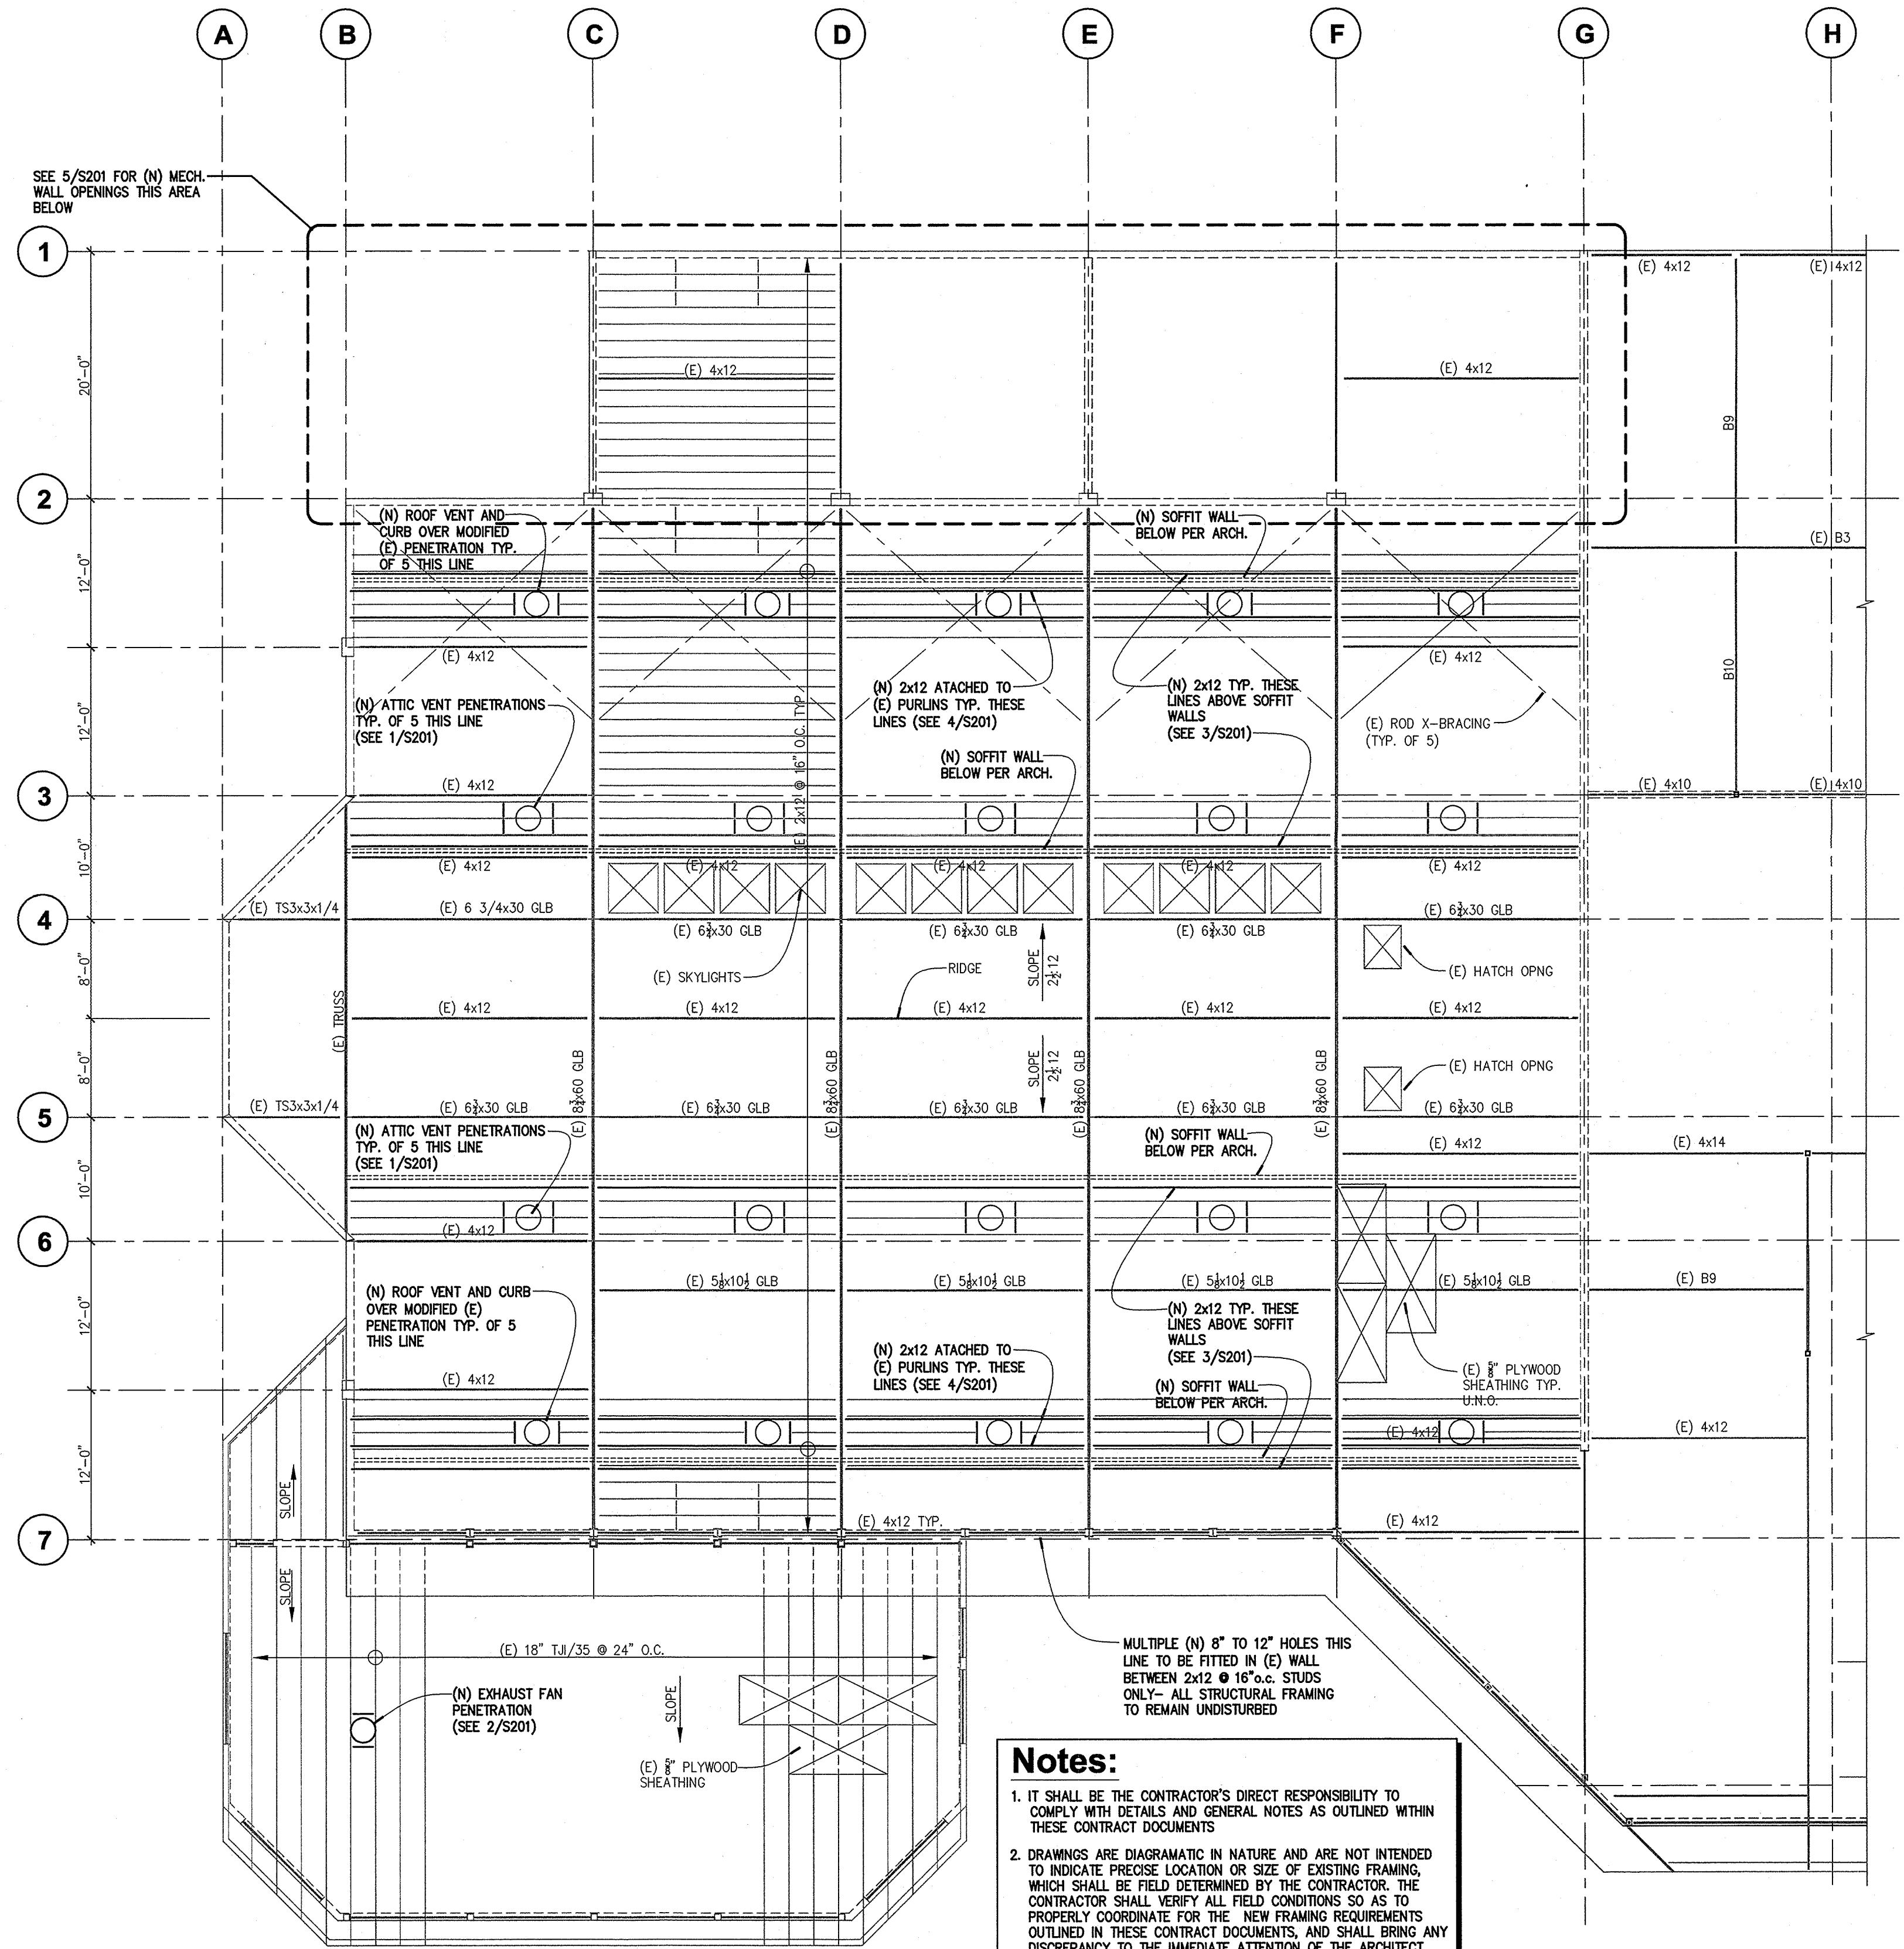 A
B
C
D
E
F
G
H
SEE 5/S201 FOR (N) MECH.
WALL OPENINGS THIS AREA
BELOW
1
(E) 4x12
(E) 4x12
20'-0"
(E) 4x12
(E) 4x12
B9
2
(N) ROOF VENT AND
CURB OVER MODIFIED
(E) PENETRATION TYP.
OF 5 THIS LINE
(N) SOFFIT WALL
BELOW PER ARCH.
(E) B3
12'-0"
(E) 4x12
(E) 4x12
B10
(N) ATTIC VENT PENETRATIONS
TYP. OF 5 THIS LINE
(SEE 1/S201)
(N) 2x12 ATACHED TO
(E) PURLINS TYP. THESE
LINES (SEE 4/S201)
(N) 2x12 TYP. THESE
LINES ABOVE SOFFIT
WALLS
(SEE 3/S201)
(E) ROD X-BRACING
(TYP. OF 5)
12'-0"
(E) 2x12 @ 16" O.C. TYP
(N) SOFFIT WALL
BELOW PER ARCH.
3
(E) 4x12
(E) 4x10
(E) 4x10
10'-0"
(E) 4x12
(E) 4x12
(E) 4x12
(E) 4x12
(E) 4x12
4
(E) TS3x3x1/4
(E) 6 3/4x30 GLB
(E) 6¾x30 GLB
(E) 6¾x30 GLB
(E) 6¾x30 GLB
(E) 6¾x30 GLB
8'-0"
(E) SKYLIGHTS
RIDGE
SLOPE
2½:12
(E) HATCH OPNG
(E) TRUSS
(E) 4x12
(E) 4x12
(E) 4x12
(E) 4x12
(E) 4x12
8'-0"
(E) 8¾x60 GLB
(E) 8¾x60 GLB
SLOPE
2½:12
(E) 8¾x60 GLB
(E) 8¾x60 GLB
(E) HATCH OPNG
5
(E) TS3x3x1/4
(E) 6¾x30 GLB
(E) 6¾x30 GLB
(E) 6¾x30 GLB
(E) 6¾x30 GLB
(E) 6¾x30 GLB
(N) ATTIC VENT PENETRATIONS
TYP. OF 5 THIS LINE
(SEE 1/S201)
(N) SOFFIT WALL
BELOW PER ARCH.
(E) 4x12
(E) 4x14
10'-0"
6
(E) 4x12
(E) 5⅛x10½ GLB
(E) 5⅛x10½ GLB
(E) 5⅛x10½ GLB
(E) 5⅛x10½ GLB
(E) B9
12'-0"
(N) ROOF VENT AND CURB
OVER MODIFIED (E)
PENETRATION TYP. OF 5
THIS LINE
(N) 2x12 ATACHED TO
(E) PURLINS TYP. THESE
LINES (SEE 4/S201)
(N) 2x12 TYP. THESE
LINES ABOVE SOFFIT
WALLS
(SEE 3/S201)
(N) SOFFIT WALL
BELOW PER ARCH.
(E) ⅝" PLYWOOD
SHEATHING TYP.
U.N.O.
(E) 4x12
(E) 4x12
(E) 4x12
12'-0"
SLOPE
7
(E) 4x12 TYP.
(E) 4x12
SLOPE
(E) 18" TJI/35 @ 24" O.C.
(N) EXHAUST FAN
PENETRATION
(SEE 2/S201)
SLOPE
(E) ⅝" PLYWOOD
SHEATHING
MULTIPLE (N) 8" TO 12" HOLES THIS
LINE TO BE FITTED IN (E) WALL
BETWEEN 2x12 @ 16"o.c. STUDS
ONLY- ALL STRUCTURAL FRAMING
TO REMAIN UNDISTURBED
Notes:
1. IT SHALL BE THE CONTRACTOR'S DIRECT RESPONSIBILITY TO
COMPLY WITH DETAILS AND GENERAL NOTES AS OUTLINED WITHIN
THESE CONTRACT DOCUMENTS
2. DRAWINGS ARE DIAGRAMATIC IN NATURE AND ARE NOT INTENDED
TO INDICATE PRECISE LOCATION OR SIZE OF EXISTING FRAMING,
WHICH SHALL BE FIELD DETERMINED BY THE CONTRACTOR. THE
CONTRACTOR SHALL VERIFY ALL FIELD CONDITIONS SO AS TO
PROPERLY COORDINATE FOR THE NEW FRAMING REQUIREMENTS
OUTLINED IN THESE CONTRACT DOCUMENTS, AND SHALL BRING ANY
DISCREPANCY TO THE IMMEDIATE ATTENTION OF THE ARCHITECT